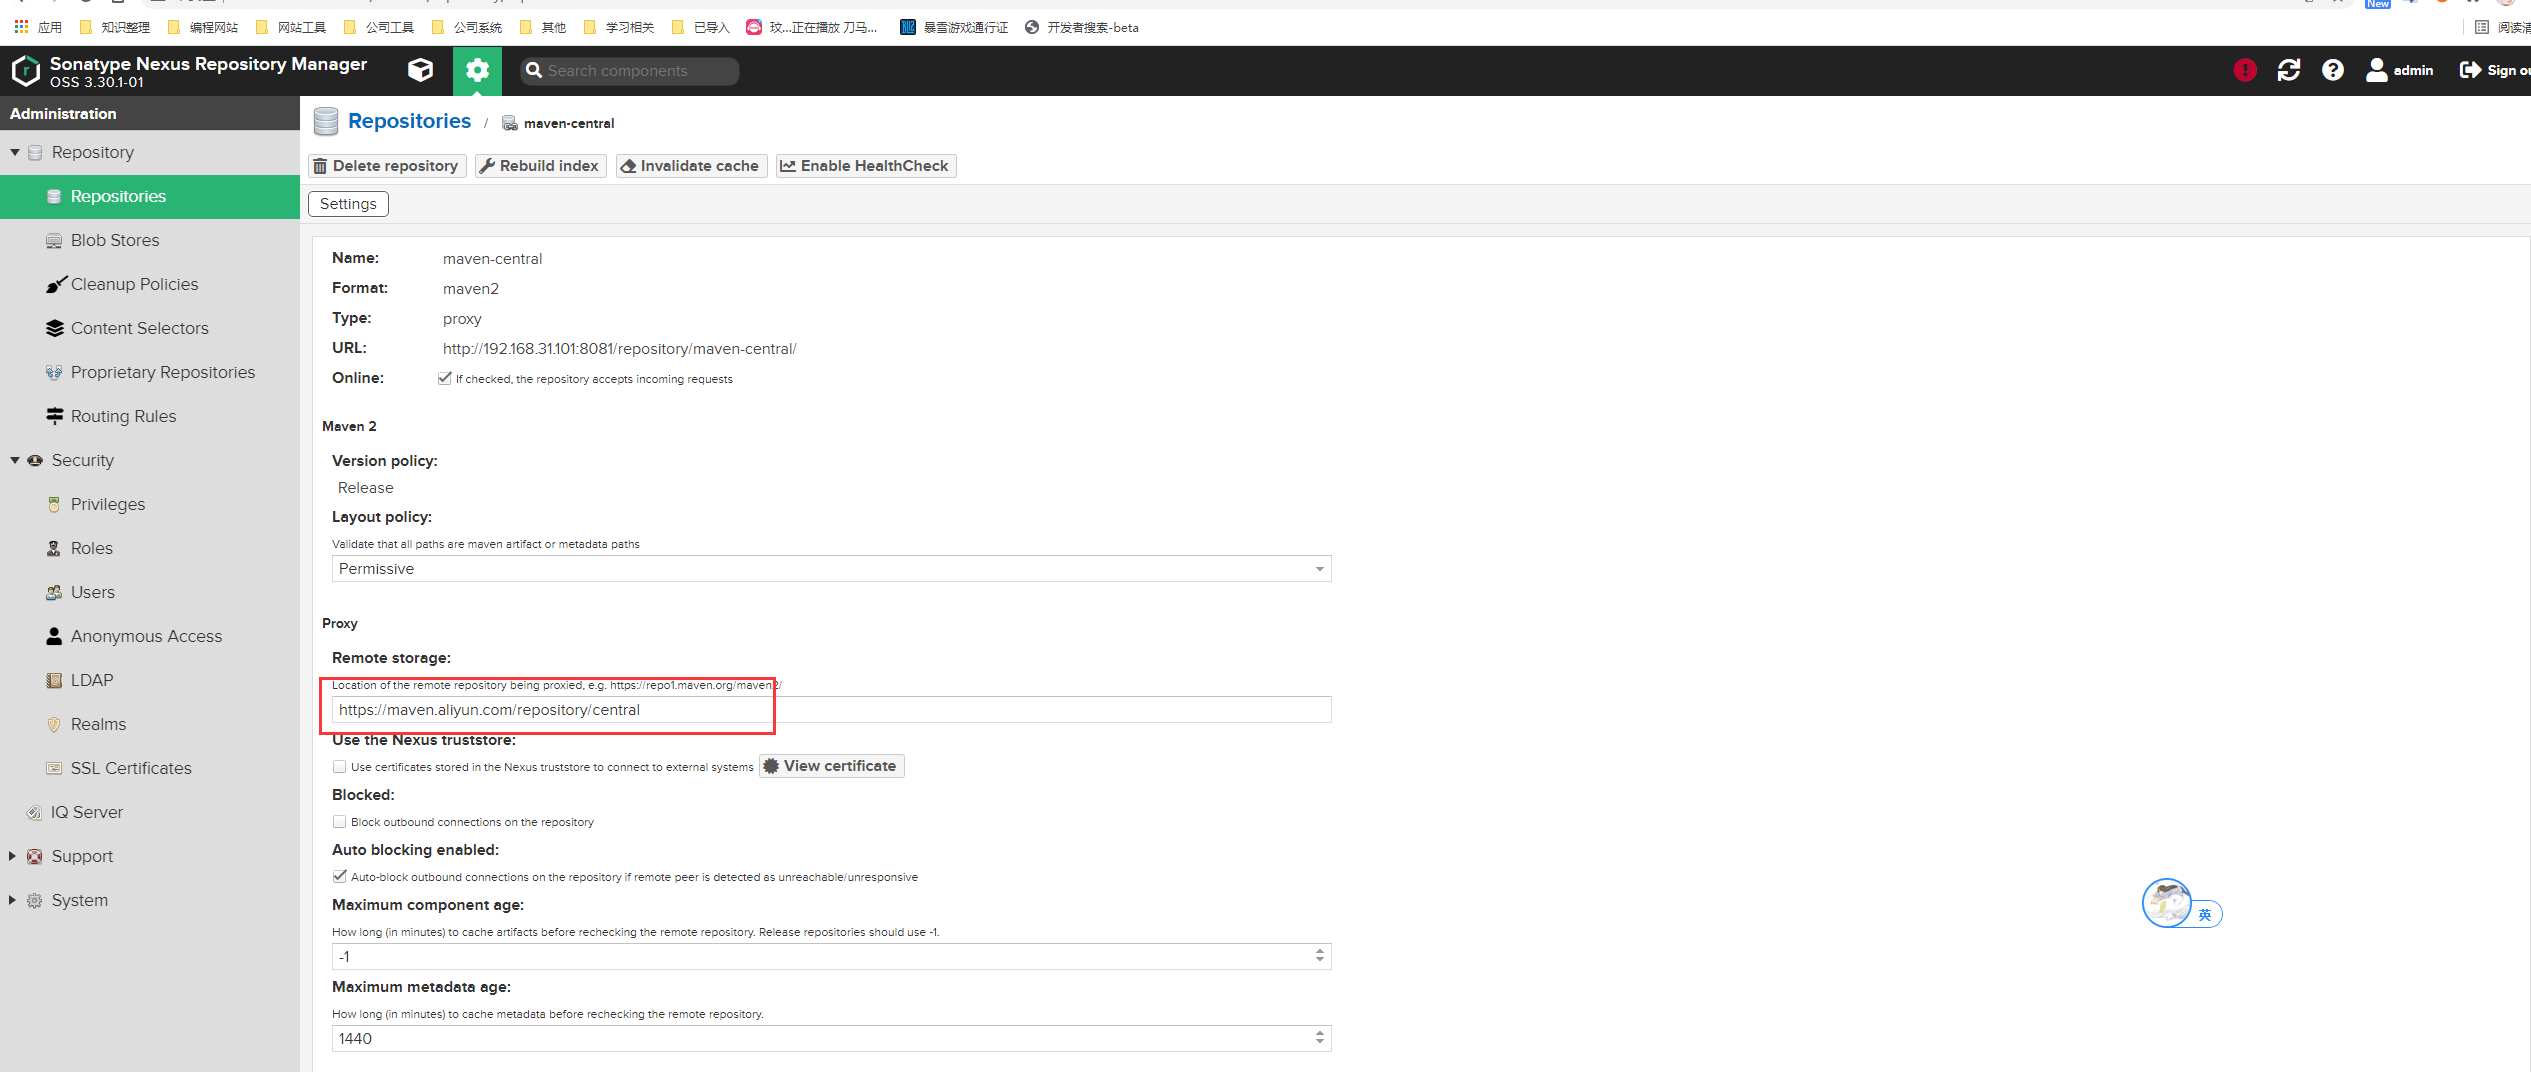 New
应用 知识整理 编程网站 网站工具 公司工具 公司系统 其他 学习相关 已导入 玟...正在播放 刀马... 暴雪游戏通行证 开发者搜索-beta
Sonatype Nexus Repository Manager
OSS 3.30.1-01
Search components
admin
Sign
Administration
Repository
Repositories
Blob Stores
Cleanup Policies
Content Selectors
Proprietary Repositories
Routing Rules
Security
Privileges
Roles
Users
Anonymous Access
LDAP
Realms
SSL Certificates
IQ Server
Support
System
Repositories / maven-central
Delete repository Rebuild index Invalidate cache Enable HealthCheck
Settings
Name: maven-central
Format: maven2
Type: proxy
URL: http://192.168.31.101:8081/repository/maven-central/
Online: If checked, the repository accepts incoming requests
Maven 2
Version policy:
Release
Layout policy:
Validate that all paths are maven artifact or metadata paths
Permissive
Proxy
Remote storage:
Location of the remote repository being proxied, e.g. https://repo1.maven.org/maven2/
https://maven.aliyun.com/repository/central
Use the Nexus truststore:
Use certificates stored in the Nexus truststore to connect to external systems View certificate
Blocked:
Block outbound connections on the repository
Auto blocking enabled:
Auto-block outbound connections on the repository if remote peer is detected as unreachable/unresponsive
Maximum component age:
How long (in minutes) to cache artifacts before rechecking the remote repository. Release repositories should use -1.
-1
Maximum metadata age:
How long (in minutes) to cache metadata before rechecking the remote repository.
1440
英